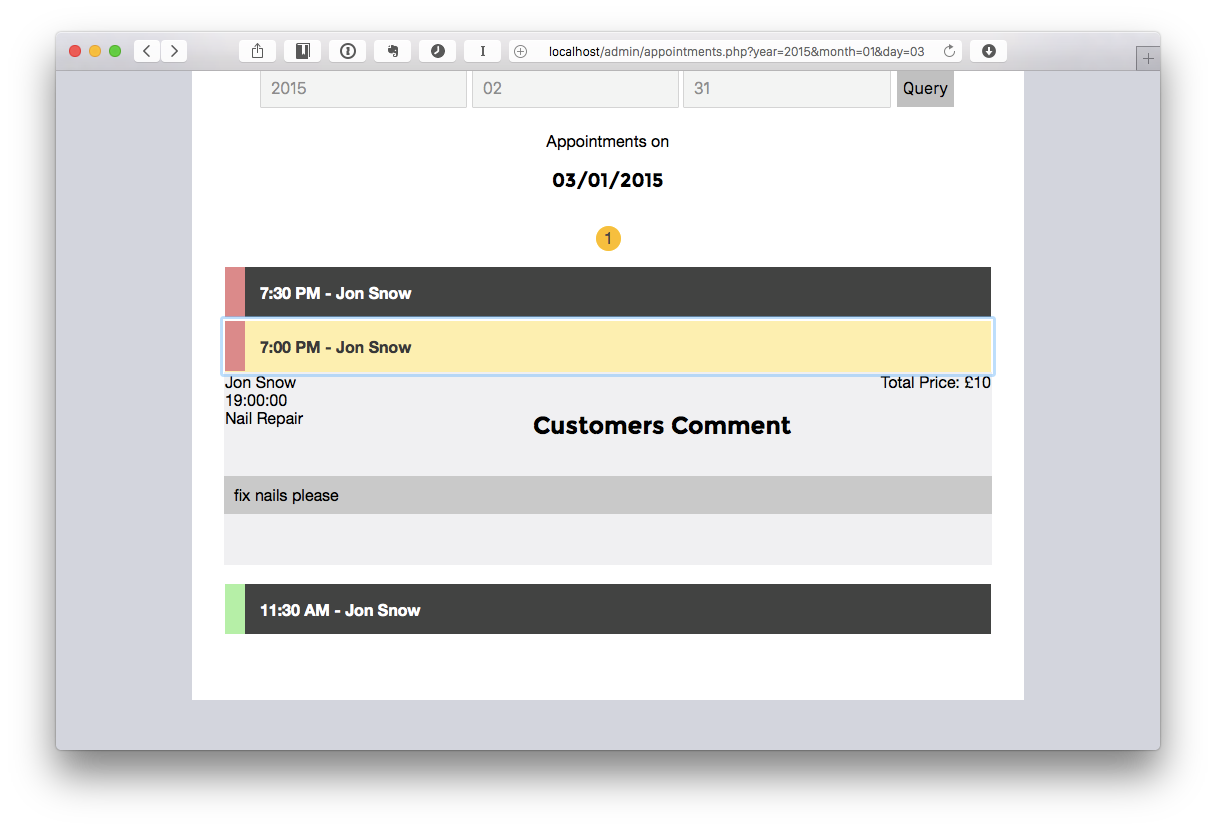 localhost/admin/appointments.php?year=2015&month=01&day=03
2015 02 31 Query
Appointments on
03/01/2015
1
7:30 PM - Jon Snow
7:00 PM - Jon Snow
Jon Snow Total Price: £10
19:00:00
Nail Repair
Customers Comment
fix nails please
11:30 AM - Jon Snow